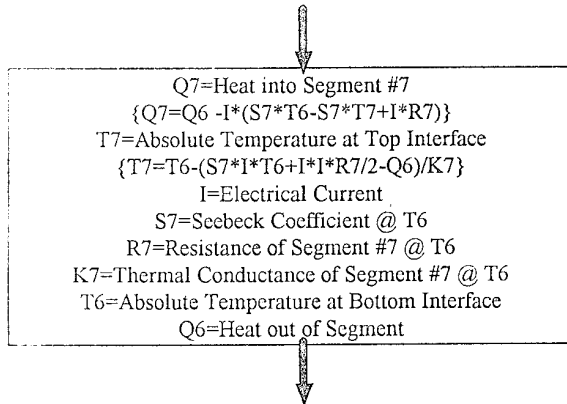 Q7=Heat into Segment #7
{Q7=Q6 -I*(S7*T6-S7*T7+I*R7)}
T7=Absolute Temperature at Top Interface
{T7=T6-(S7*I*T6+I*I*R7/2-Q6)/K7}
I=Electrical Current
S7=Seebeck Coefficient @ T6
R7=Resistance of Segment #7 @ T6
K7=Thermal Conductance of Segment #7 @ T6
T6=Absolute Temperature at Bottom Interface
Q6=Heat out of Segment